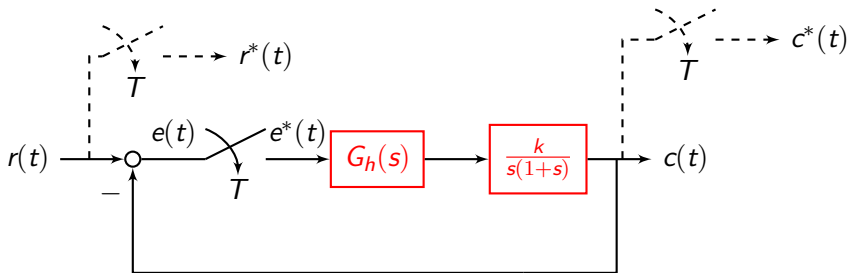 r*(t)
T
c*(t)
T
r(t)
e(t)
e*(t)
T
G_h(s)
k/(s(1+s))
c(t)
−